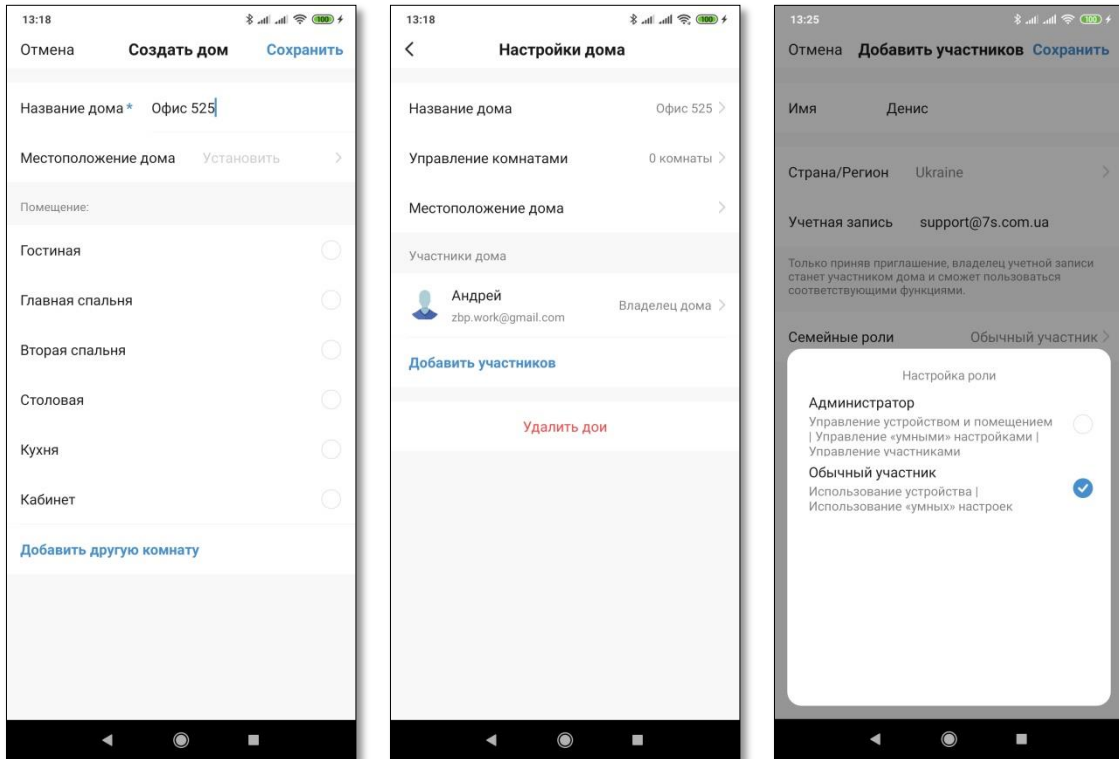 13:18
100
Отмена Создать дом Сохранить
Название дома * Офис 525
Местоположение дома Установить
Помещение:
Гостиная
Главная спальня
Вторая спальня
Столовая
Кухня
Кабинет
Добавить другую комнату
13:18
100
Настройки дома
Название дома Офис 525
Управление комнатами 0 комнаты
Местоположение дома
Участники дома
Андрей
zbp.work@gmail.com
Владелец дома
Добавить участников
Удалить дои
13:25
100
Отмена Добавить участников Сохранить
Имя Денис
Страна/Регион Ukraine
Учетная запись support@7s.com.ua
Только приняв приглашение, владелец учетной записи
станет участником дома и сможет пользоваться
соответствующими функциями.
Семейные роли Обычный участник
Настройка роли
Администратор
Управление устройством и помещением
| Управление «умными» настройками |
Управление участниками
Обычный участник
Использование устройства |
Использование «умных» настроек